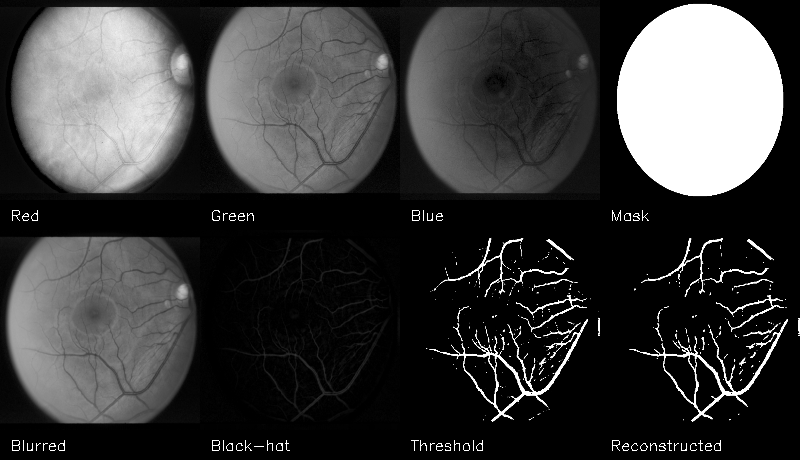 Red
Green
Blue
Mask
Blurred
Black-hat
Threshold
Reconstructed